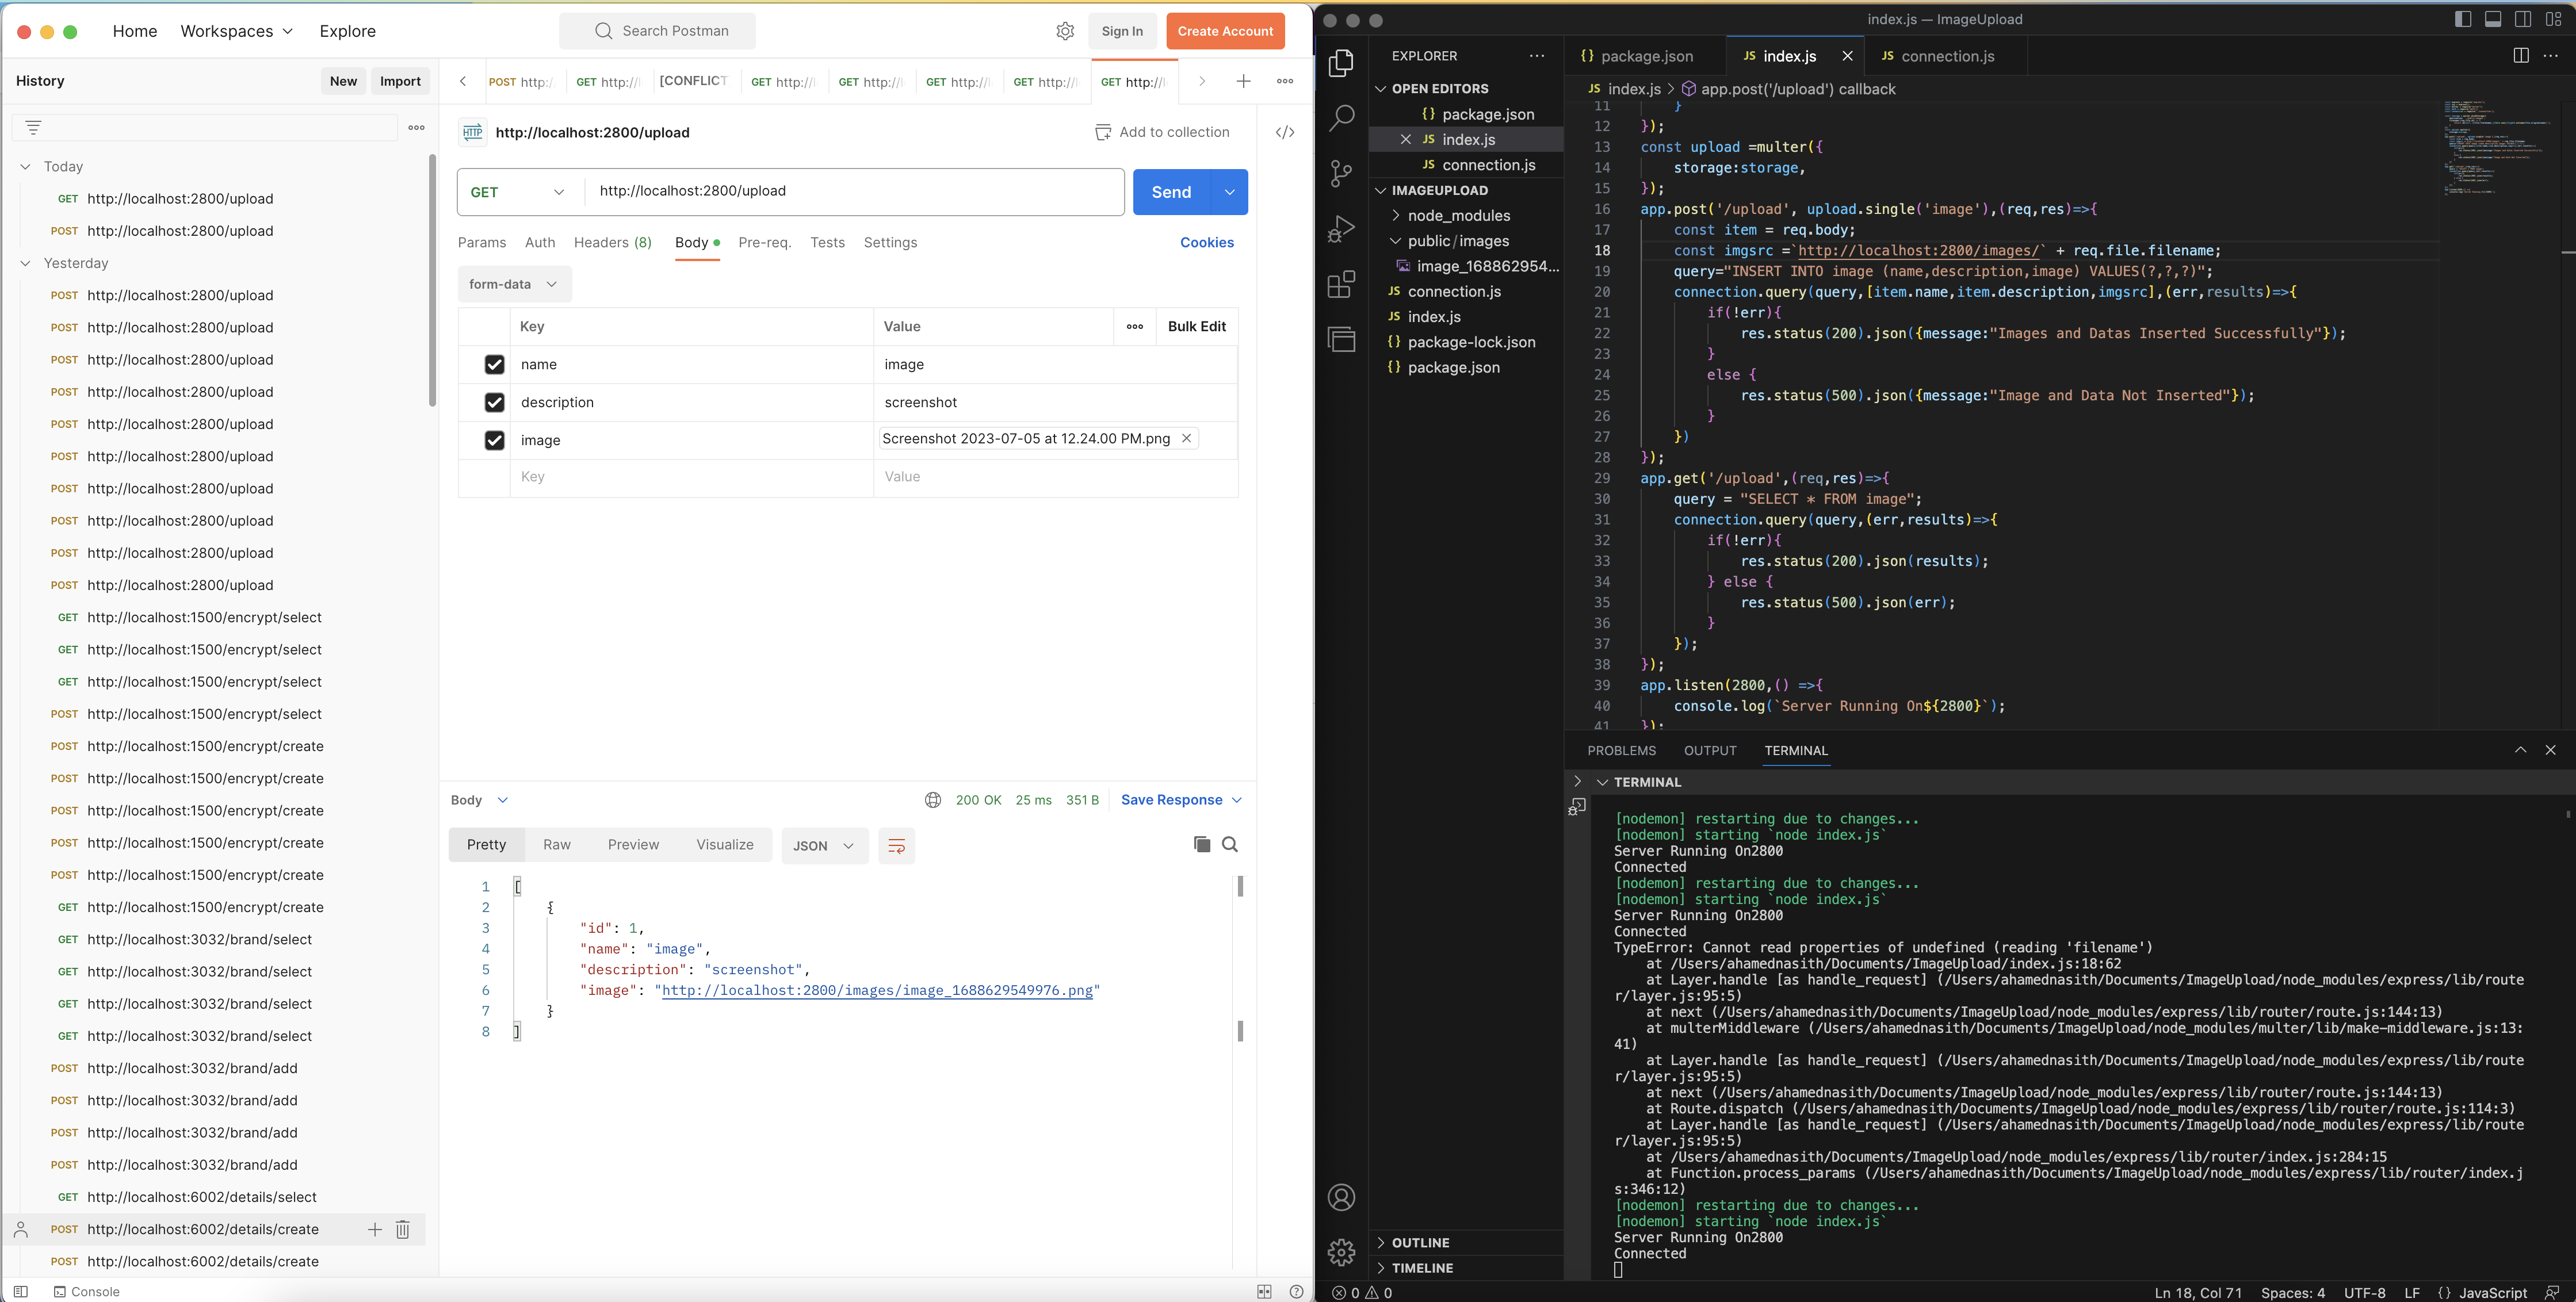 Home Workspaces Explore Search Postman Sign In Create Account
History New Import
Today
GET http://localhost:2800/upload
POST http://localhost:2800/upload
Yesterday
POST http://localhost:2800/upload
POST http://localhost:2800/upload
POST http://localhost:2800/upload
POST http://localhost:2800/upload
POST http://localhost:2800/upload
POST http://localhost:2800/upload
POST http://localhost:2800/upload
POST http://localhost:2800/upload
POST http://localhost:2800/upload
POST http://localhost:2800/upload
GET http://localhost:1500/encrypt/select
GET http://localhost:1500/encrypt/select
GET http://localhost:1500/encrypt/select
POST http://localhost:1500/encrypt/select
POST http://localhost:1500/encrypt/create
POST http://localhost:1500/encrypt/create
POST http://localhost:1500/encrypt/create
POST http://localhost:1500/encrypt/create
POST http://localhost:1500/encrypt/create
GET http://localhost:1500/encrypt/create
GET http://localhost:3032/brand/select
GET http://localhost:3032/brand/select
GET http://localhost:3032/brand/select
GET http://localhost:3032/brand/select
POST http://localhost:3032/brand/add
POST http://localhost:3032/brand/add
POST http://localhost:3032/brand/add
POST http://localhost:3032/brand/add
GET http://localhost:6002/details/select
POST http://localhost:6002/details/create
POST http://localhost:6002/details/create
Console
POST http: GET http:/ [CONFLICT GET http:/ GET http:/ GET http:/ GET http:/ GET http:/
HTTP http://localhost:2800/upload Add to collection </>
GET http://localhost:2800/upload Send
Params Auth Headers (8) Body Pre-req. Tests Settings Cookies
form-data
Key Value Bulk Edit
name image
description screenshot
image Screenshot 2023-07-05 at 12.24.00 PM.png
Key Value
Body 200 OK 25 ms 351 B Save Response
Pretty Raw Preview Visualize JSON
1 [
2 {
3 "id": 1,
4 "name": "image",
5 "description": "screenshot",
6 "image": "http://localhost:2800/images/image_1688629549976.png"
7 }
8 ]
index.js — ImageUpload
EXPLORER
OPEN EDITORS
{} package.json
JS index.js
JS connection.js
IMAGEUPLOAD
node_modules
public/images
image_168862954...
JS connection.js
JS index.js
{} package-lock.json
{} package.json
OUTLINE
TIMELINE
{} package.json JS index.js JS connection.js
JS index.js > app.post('/upload') callback
11 }
12 });
13 const upload =multer({
14 storage:storage,
15 });
16 app.post('/upload', upload.single('image'),(req,res)=>{
17 const item = req.body;
18 const imgsrc =`http://localhost:2800/images/` + req.file.filename;
19 query="INSERT INTO image (name,description,image) VALUES(?,?,?)";
20 connection.query(query,[item.name,item.description,imgsrc],(err,results)=>{
21 if(!err){
22 res.status(200).json({message:"Images and Datas Inserted Successfully"});
23 }
24 else {
25 res.status(500).json({message:"Image and Data Not Inserted"});
26 }
27 })
28 });
29 app.get('/upload',(req,res)=>{
30 query = "SELECT * FROM image";
31 connection.query(query,(err,results)=>{
32 if(!err){
33 res.status(200).json(results);
34 } else {
35 res.status(500).json(err);
36 }
37 });
38 });
39 app.listen(2800,() =>{
40 console.log(`Server Running On${2800}`);
41 });
PROBLEMS OUTPUT TERMINAL
TERMINAL
[nodemon] restarting due to changes...
[nodemon] starting `node index.js`
Server Running On2800
Connected
[nodemon] restarting due to changes...
[nodemon] starting `node index.js`
Server Running On2800
Connected
TypeError: Cannot read properties of undefined (reading 'filename')
at /Users/ahamednasith/Documents/ImageUpload/index.js:18:62
at Layer.handle [as handle_request] (/Users/ahamednasith/Documents/ImageUpload/node_modules/express/lib/route
r/layer.js:95:5)
at next (/Users/ahamednasith/Documents/ImageUpload/node_modules/express/lib/router/route.js:144:13)
at multerMiddleware (/Users/ahamednasith/Documents/ImageUpload/node_modules/multer/lib/make-middleware.js:13:
41)
at Layer.handle [as handle_request] (/Users/ahamednasith/Documents/ImageUpload/node_modules/express/lib/route
r/layer.js:95:5)
at next (/Users/ahamednasith/Documents/ImageUpload/node_modules/express/lib/router/route.js:144:13)
at Route.dispatch (/Users/ahamednasith/Documents/ImageUpload/node_modules/express/lib/router/route.js:114:3)
at Layer.handle [as handle_request] (/Users/ahamednasith/Documents/ImageUpload/node_modules/express/lib/route
r/layer.js:95:5)
at /Users/ahamednasith/Documents/ImageUpload/node_modules/express/lib/router/index.js:284:15
at Function.process_params (/Users/ahamednasith/Documents/ImageUpload/node_modules/express/lib/router/index.j
s:346:12)
[nodemon] restarting due to changes...
[nodemon] starting `node index.js`
Server Running On2800
Connected
0 0 Ln 18, Col 71 Spaces: 4 UTF-8 LF {} JavaScript